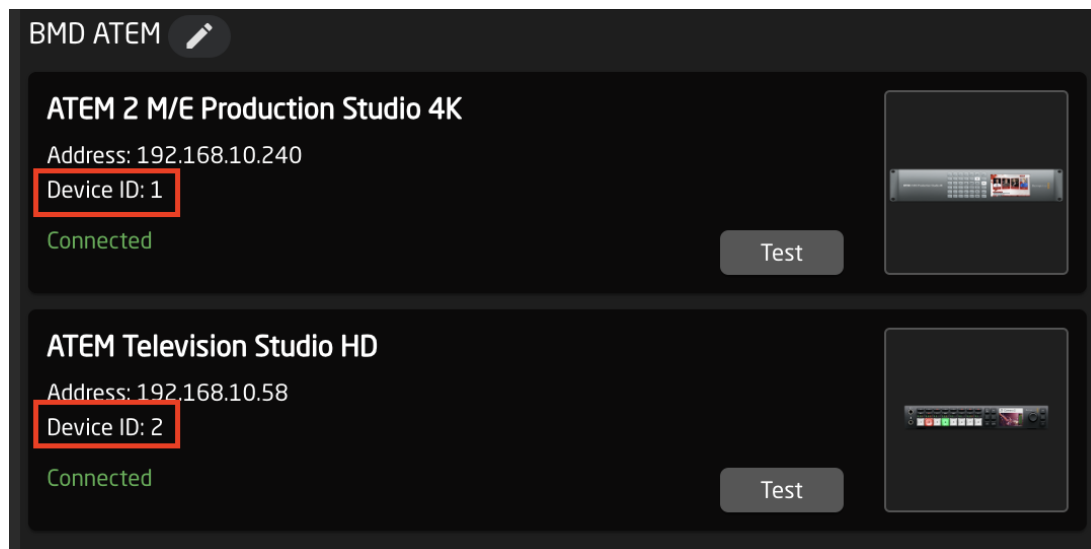 BMD ATEM
ATEM 2 M/E Production Studio 4K
Address: 192.168.10.240
Device ID: 1
Connected
Test
ATEM Television Studio HD
Address: 192.168.10.58
Device ID: 2
Connected
Test